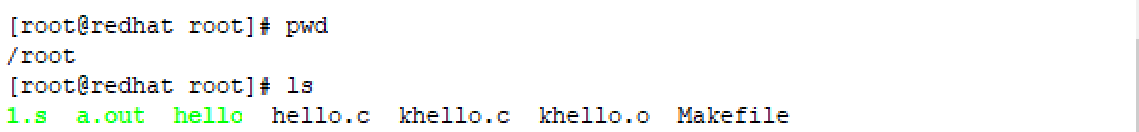 [root@redhat root]# pwd
/root
[root@redhat root]# ls
1.s  a.out  hello  hello.c  khello.c  khello.o  Makefile